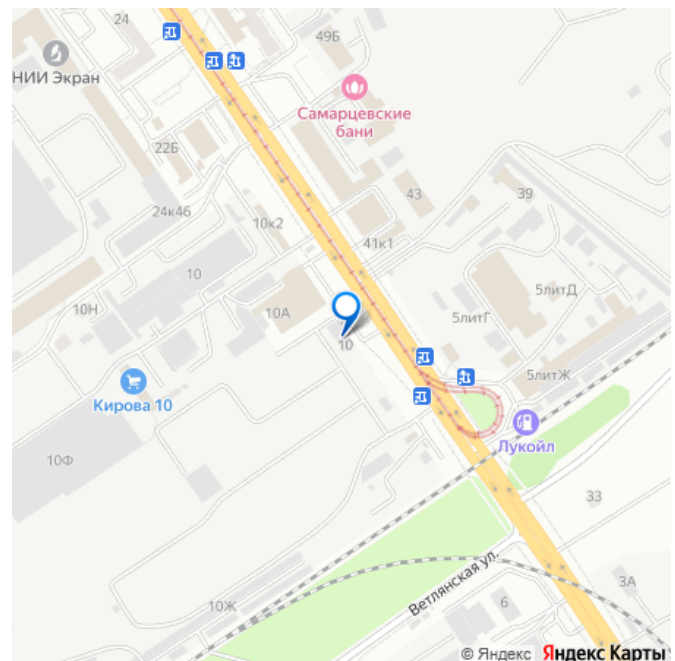 24
49Б
НИИ Экран
Самарцевские
бани
22Б
43
39
24к46
10к2
41к1
10
5литД
10Н
10А
5литГ
10
5литЖ
Кирова 10
Лукойл
10Ф
33
Ветлянская ул.
3А
10Ж
6
© Яндекс Яндекс Карты